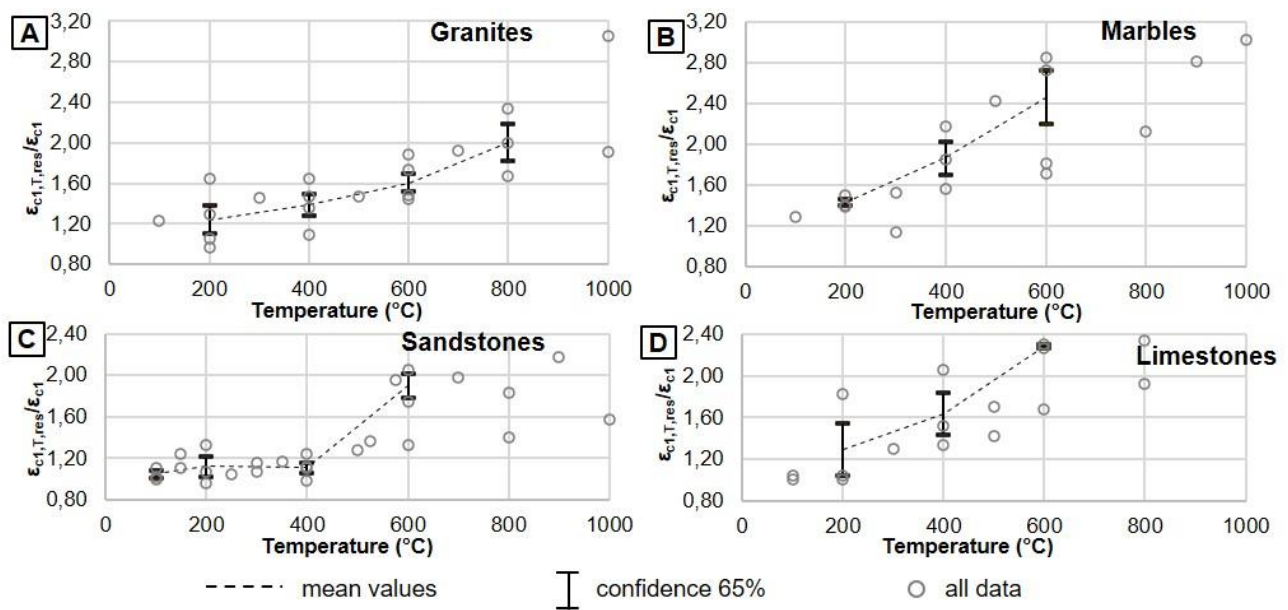 A
Granites
3,20
2,80
2,40
2,00
1,60
1,20
0,80
εc1,T,res/εc1
0 200 400 600 800 1000
Temperature (°C)
B
Marbles
3,20
2,80
2,40
2,00
1,60
1,20
0,80
εc1,T,res/εc1
0 200 400 600 800 1000
Temperature (°C)
C
Sandstones
2,40
2,00
1,60
1,20
0,80
εc1,T,res/εc1
0 200 400 600 800 1000
Temperature (°C)
D
Limestones
2,40
2,00
1,60
1,20
0,80
εc1,T,res/εc1
0 200 400 600 800 1000
Temperature (°C)
mean values
confidence 65%
all data